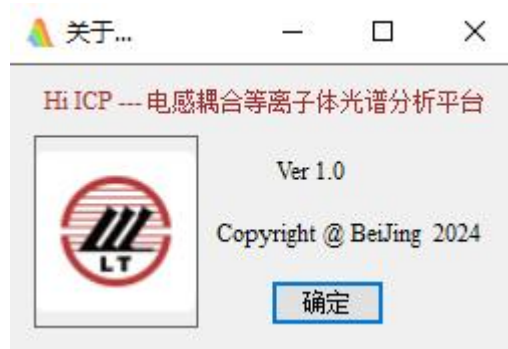 关于...
Hi ICP --- 电感耦合等离子体光谱分析平台
Ver 1.0
LT
Copyright @ BeiJing 2024
确定